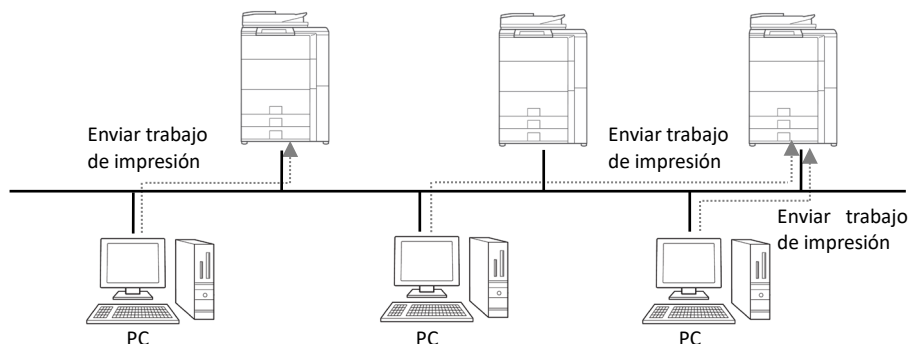 Enviar trabajo
de impresión
Enviar trabajo
de impresión
Enviar trabajo
de impresión
PC
PC
PC